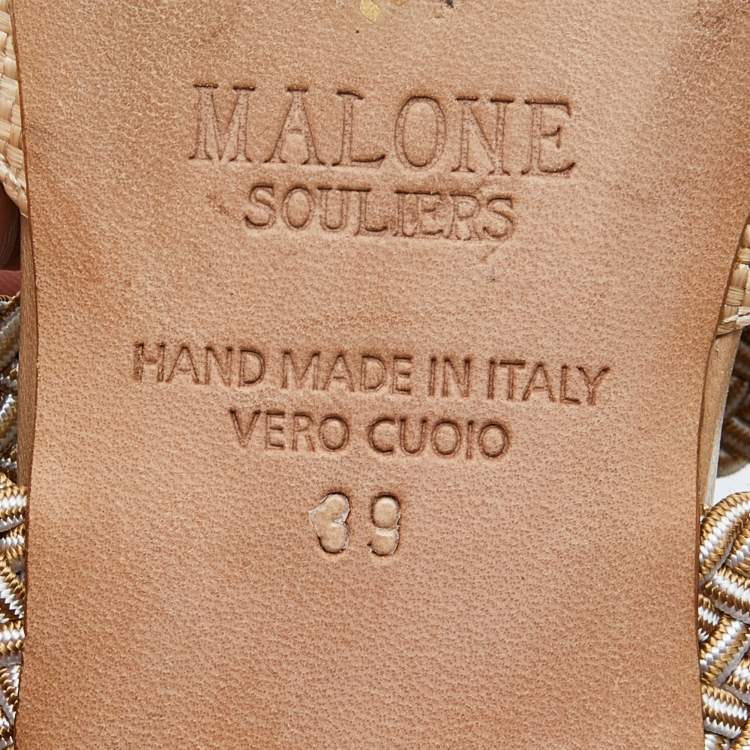 MALONE
SOULIERS
HAND MADE IN ITALY
VERO CUOIO
39